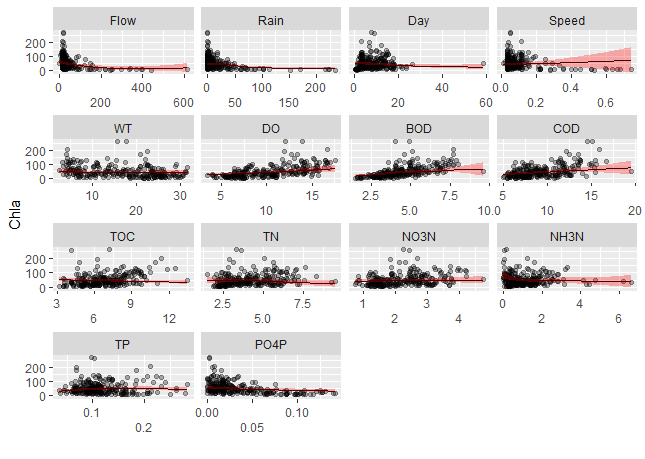 Flow Rain Day Speed
200
100
0
0 200 400 600 0 50 100 150 200 0 20 40 60 0.0 0.2 0.4 0.6
WT DO BOD COD
200
100
0
10 20 30 5 10 15 2.5 5.0 7.5 10.0 5 10 15 20
Chla
TOC TN NO3N NH3N
200
100
0
3 6 9 12 2.5 5.0 7.5 1 2 3 4 0 2 4 6
TP PO4P
200
100
0
0.1 0.2 0.00 0.05 0.10